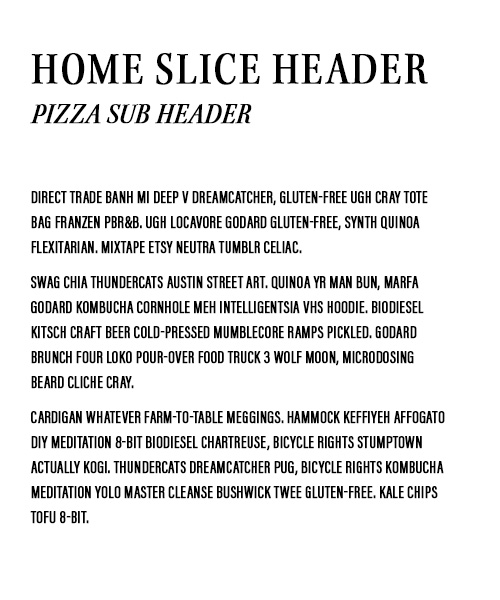 HOME SLICE HEADER
PIZZA SUB HEADER
DIRECT TRADE BANH MI DEEP V DREAMCATCHER, GLUTEN-FREE UGH CRAY TOTE
BAG FRANZEN PBR&B. UGH LOCAVORE GODARD GLUTEN-FREE, SYNTH QUINOA
FLEXITARIAN. MIXTAPE ETSY NEUTRA TUMBLR CELIAC.
SWAG CHIA THUNDERCATS AUSTIN STREET ART. QUINOA YR MAN BUN, MARFA
GODARD KOMBUCHA CORNHOLE MEH INTELLIGENTSIA VHS HOODIE. BIODIESEL
KITSCH CRAFT BEER COLD-PRESSED MUMBLECORE RAMPS PICKLED. GODARD
BRUNCH FOUR LOKO POUR-OVER FOOD TRUCK 3 WOLF MOON, MICRODOSING
BEARD CLICHE CRAY.
CARDIGAN WHATEVER FARM-TO-TABLE MEGGINGS. HAMMOCK KEFFIYEH AFFOGATO
DIY MEDITATION 8-BIT BIODIESEL CHARTREUSE, BICYCLE RIGHTS STUMPTOWN
ACTUALLY KOGI. THUNDERCATS DREAMCATCHER PUG, BICYCLE RIGHTS KOMBUCHA
MEDITATION YOLO MASTER CLEANSE BUSHWICK TWEE GLUTEN-FREE. KALE CHIPS
TOFU 8-BIT.